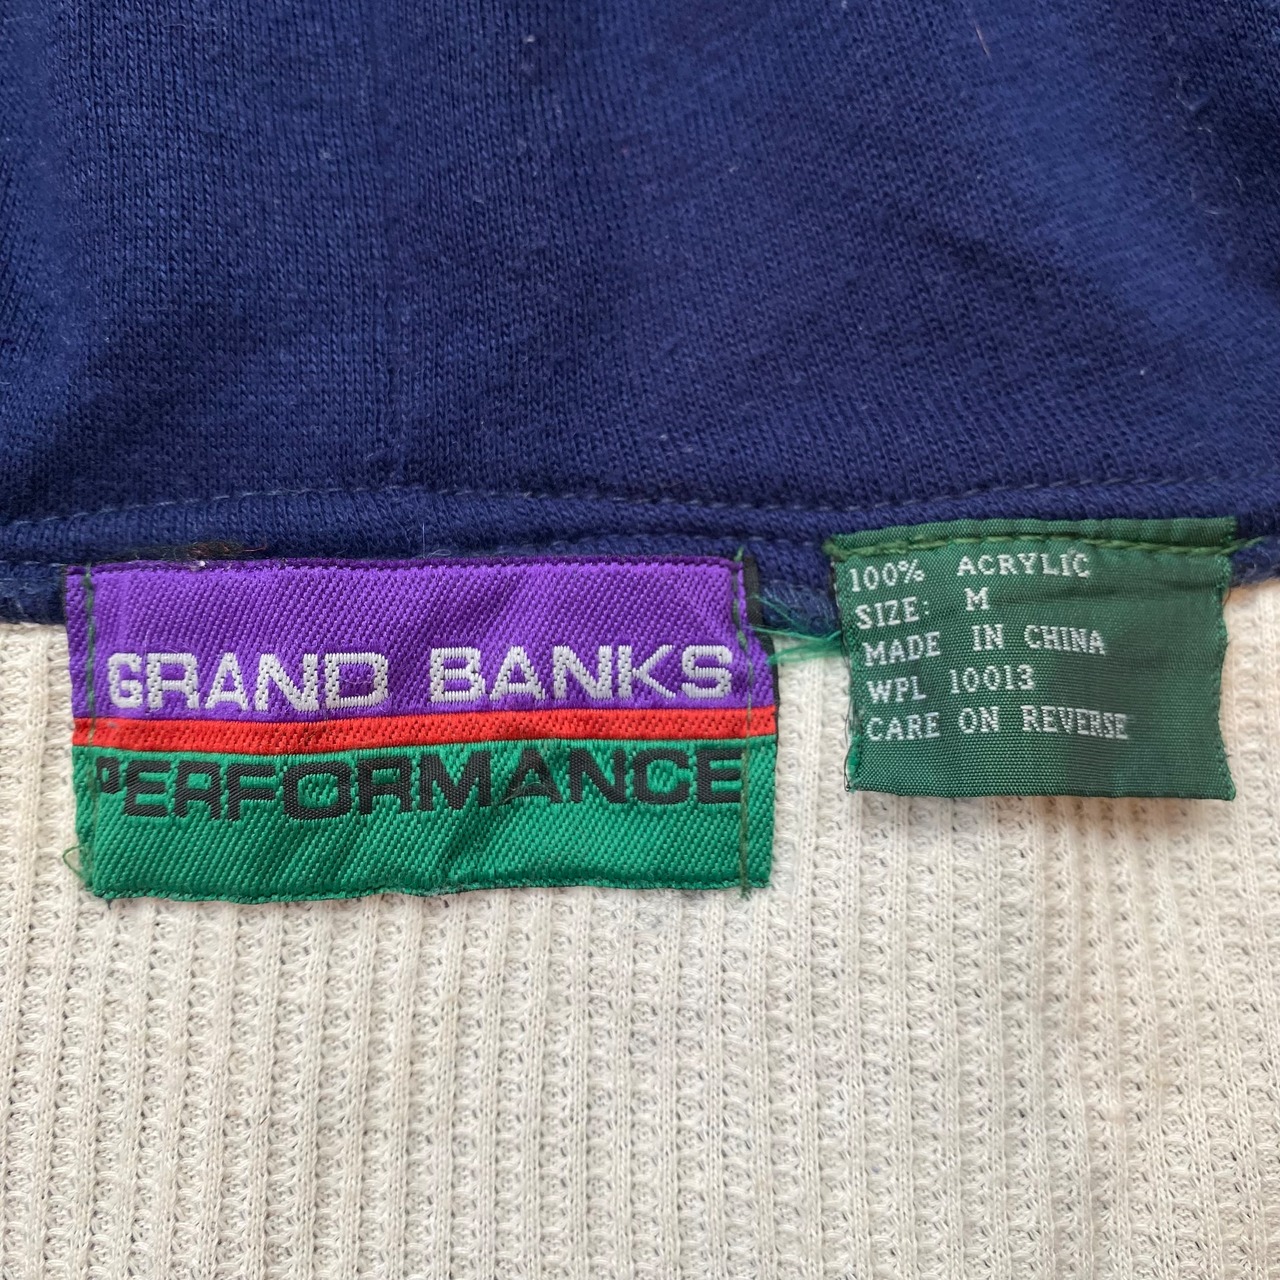 GRAND BANKS
PERFORMANCE
100% ACRYLIC
SIZE: M
MADE IN CHINA
WPL 10013
CARE ON REVERSE